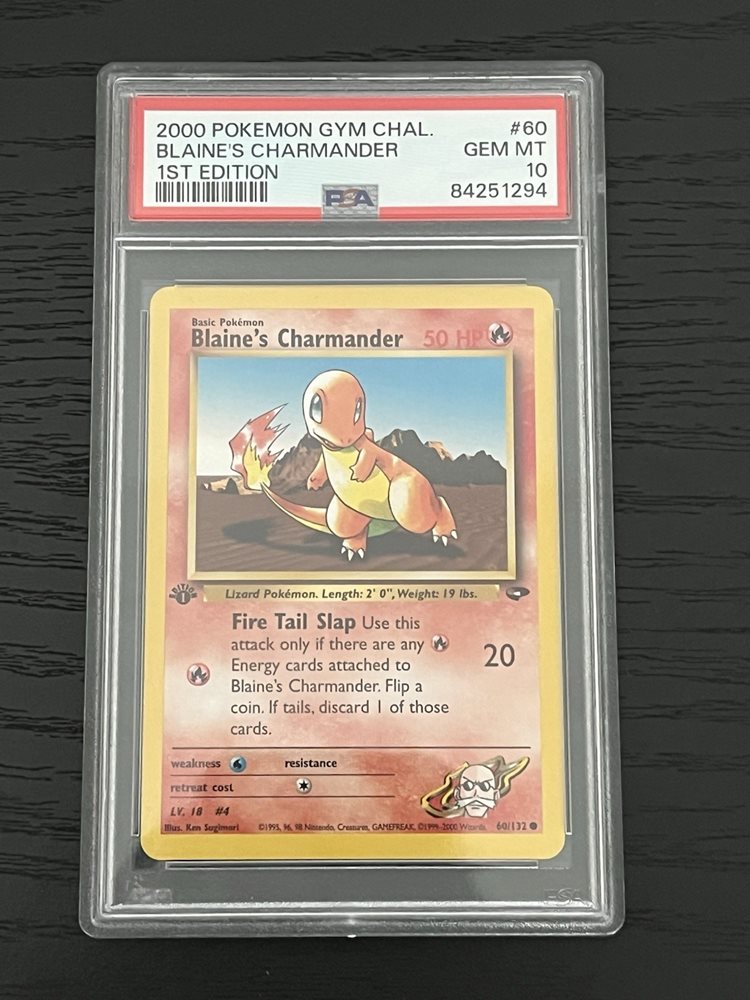 2000 POKEMON GYM CHAL. #60
BLAINE'S CHARMANDER GEM MT
1ST EDITION 10
PSA 84251294
Basic Pokémon
Blaine's Charmander 50 HP
EDITION 1
Lizard Pokémon. Length: 2' 0", Weight: 19 lbs.
Fire Tail Slap Use this
attack only if there are any
Energy cards attached to
Blaine's Charmander. Flip a
coin. If tails, discard 1 of those
cards.
20
weakness resistance
retreat cost
LV. 18 #4
Illus. Ken Sugimori ©1995, 96, 98 Nintendo, Creatures, GAMEFREAK. ©1999-2000 Wizards. 60/132
PSA